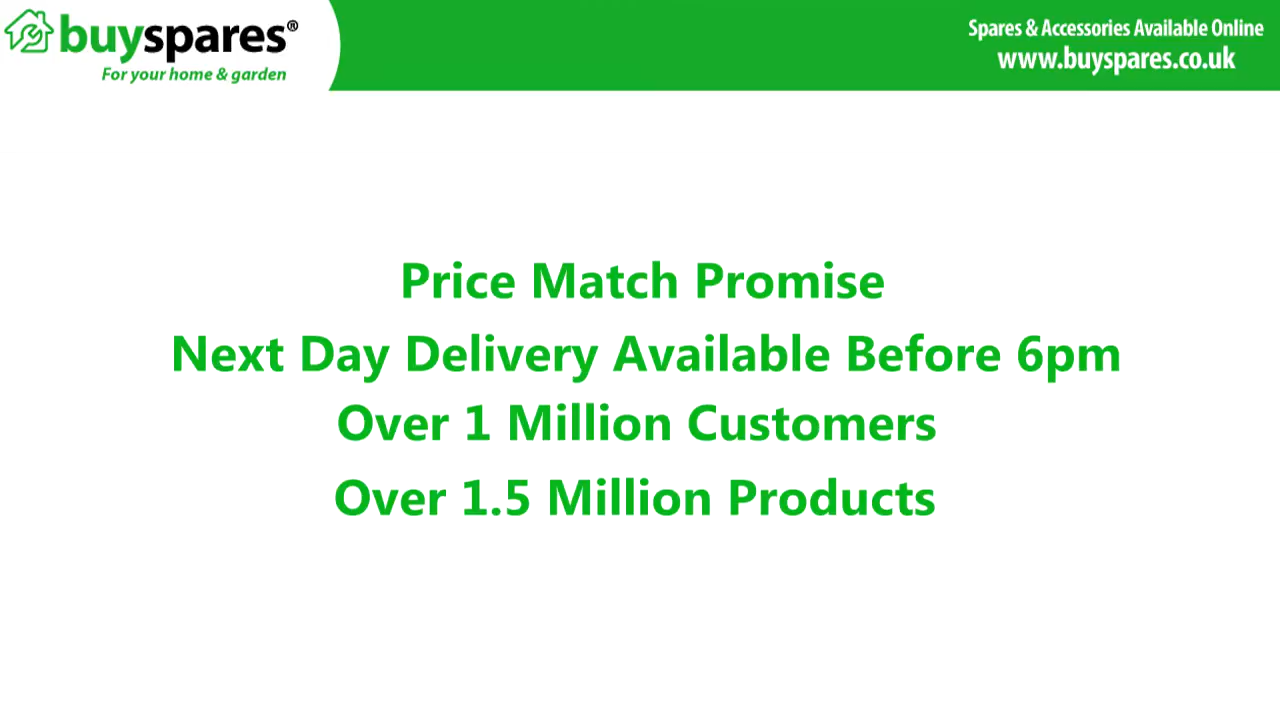 buyspares®
For your home & garden
Spares & Accessories Available Online
www.buyspares.co.uk
Price Match Promise
Next Day Delivery Available Before 6pm
Over 1 Million Customers
Over 1.5 Million Products